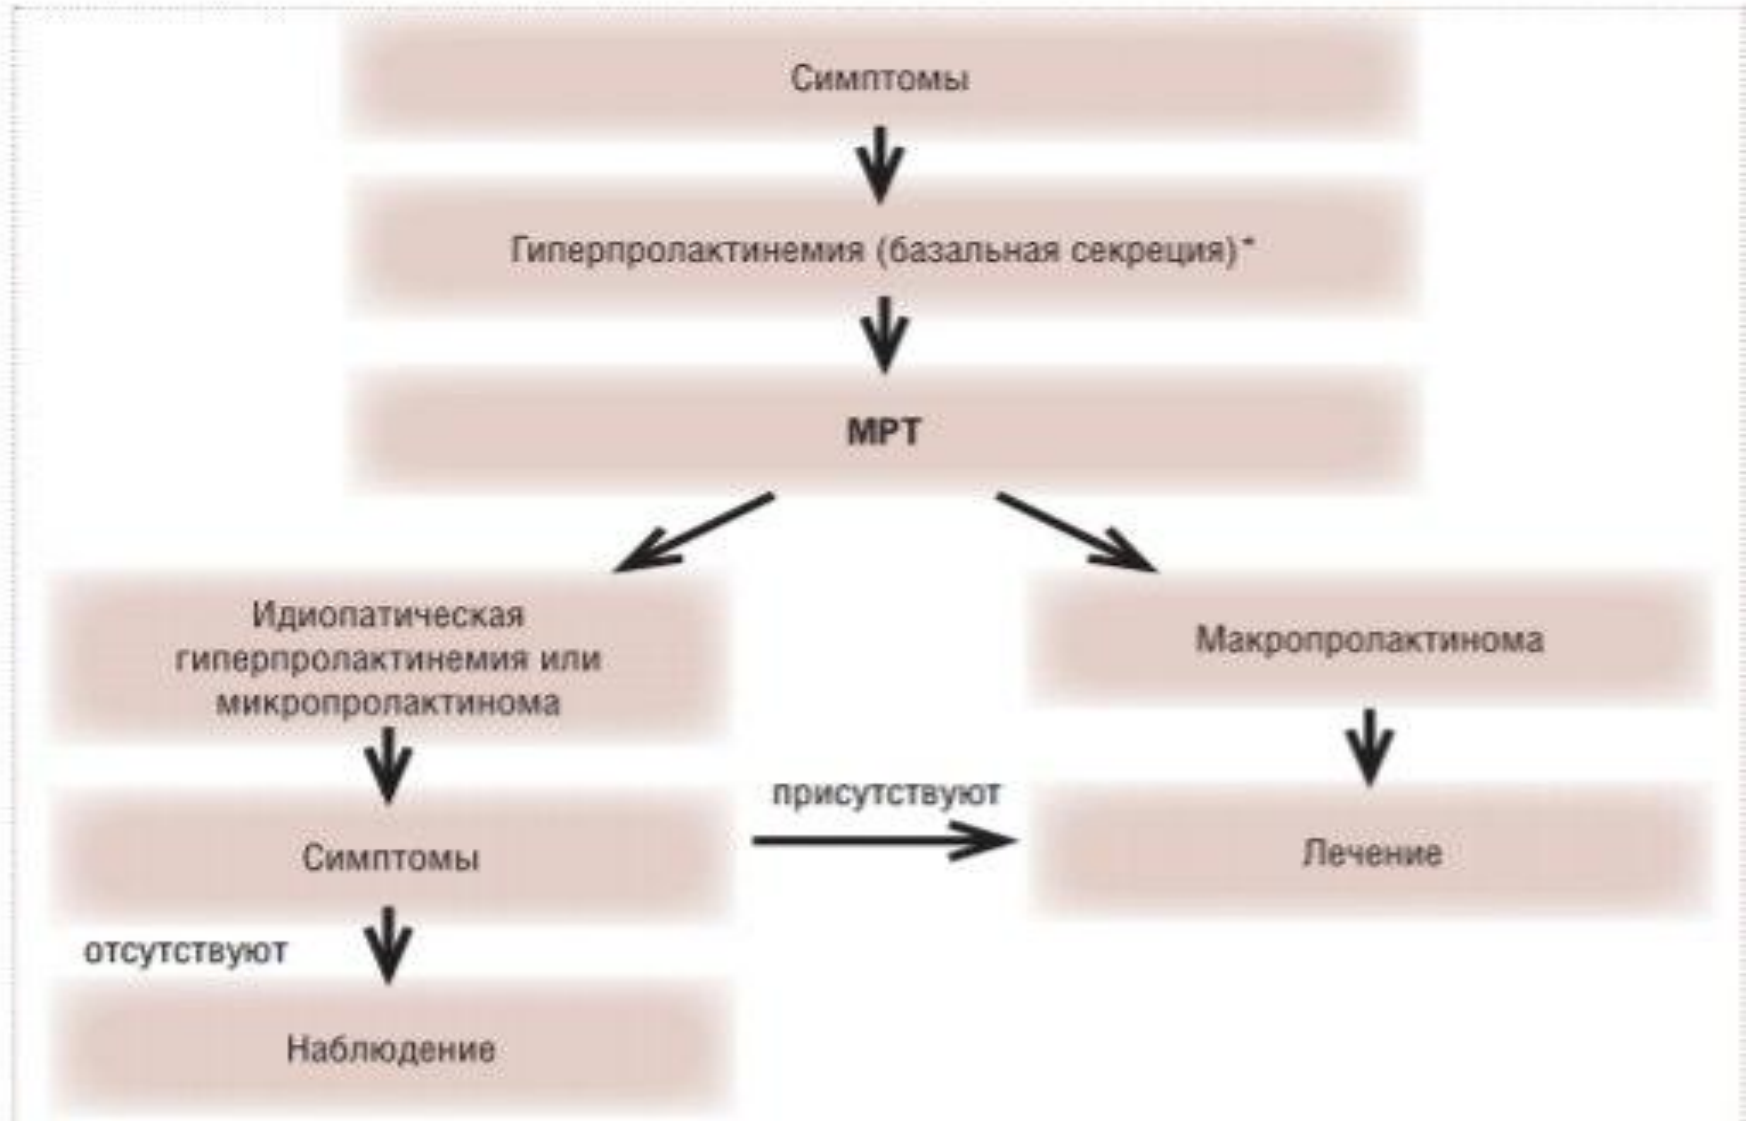 Симптомы
Гиперпролактинемия (базальная секреция)*
МРТ
Идиопатическая
гиперпролактинемия или
микропролактинома
Макропролактинома
Симптомы
присутствуют
Лечение
отсутствуют
Наблюдение